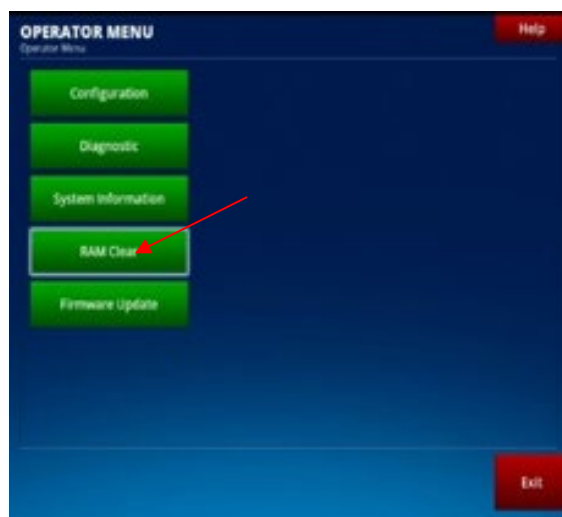 OPERATOR MENU
Help
Operator Menu
Configuration
Diagnostic
System Information
RAM Clear
Firmware Update
Exit